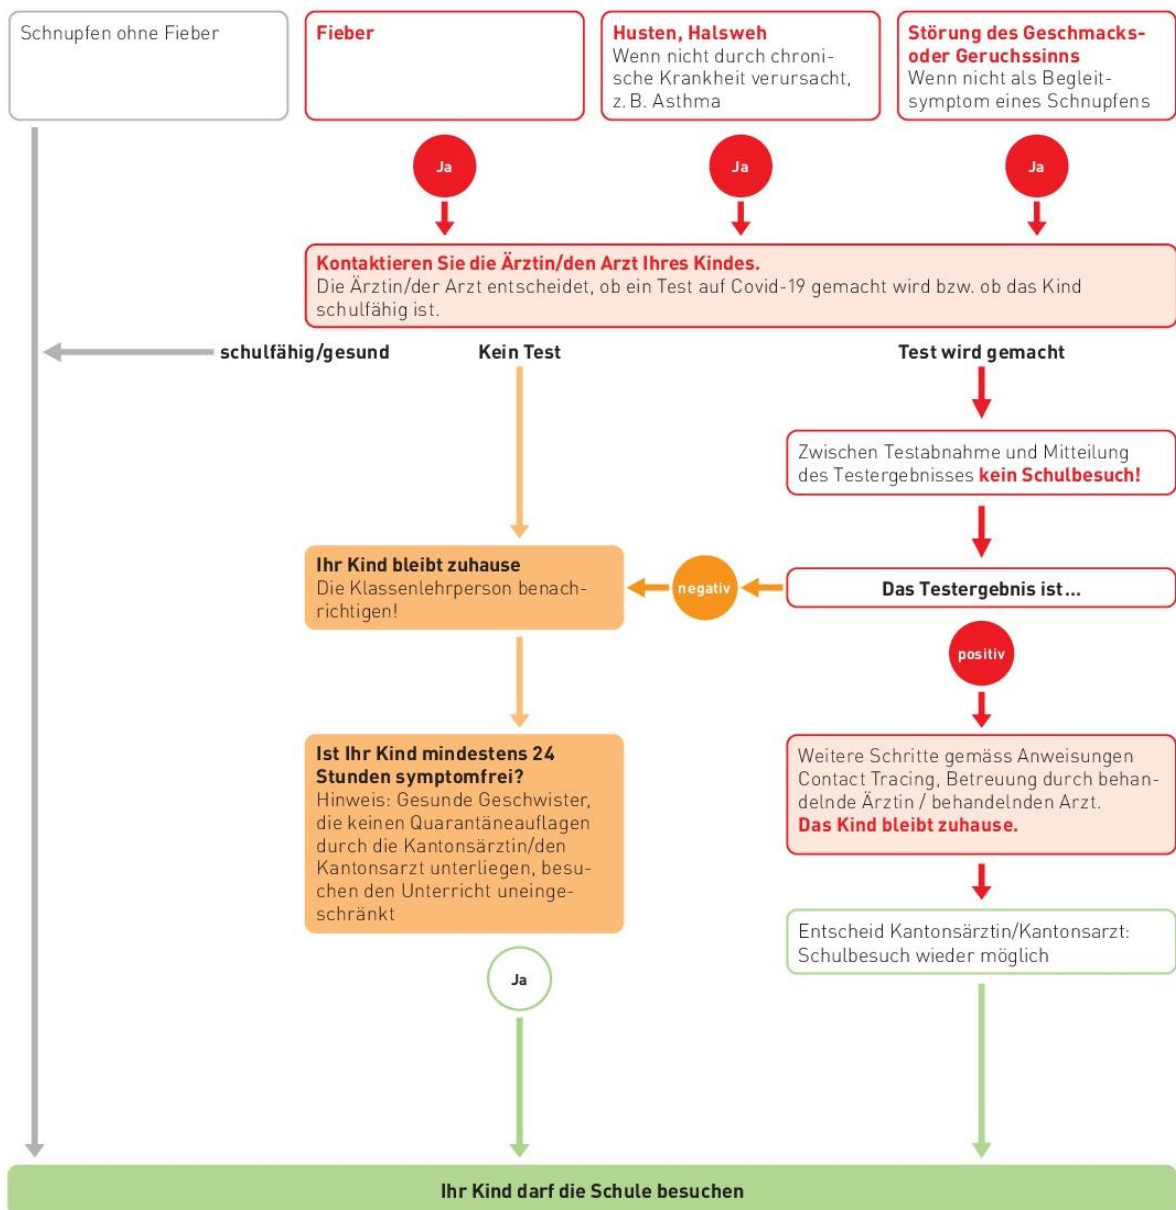 Schnupfen ohne Fieber
Fieber
Husten, Halsweh
Wenn nicht durch chroni-
sche Krankheit verursacht,
z. B. Asthma
Störung des Geschmacks-
oder Geruchssinns
Wenn nicht als Begleit-
symptom eines Schnupfens
Ja
Ja
Ja
Kontaktieren Sie die Ärztin/den Arzt Ihres Kindes.
Die Ärztin/der Arzt entscheidet, ob ein Test auf Covid-19 gemacht wird bzw. ob das Kind
schulfähig ist.
schulfähig/gesund
Kein Test
Test wird gemacht
Zwischen Testabnahme und Mitteilung
des Testergebnisses kein Schulbesuch!
Ihr Kind bleibt zuhause
Die Klassenlehrperson benach-
richtigen!
negativ
Das Testergebnis ist ...
positiv
Ist Ihr Kind mindestens 24
Stunden symptomfrei?
Hinweis: Gesunde Geschwister,
die keinen Quarantäneauflagen
durch die Kantonsärztin/den
Kantonsarzt unterliegen, besu-
chen den Unterricht uneinge-
schränkt
Weitere Schritte gemäss Anweisungen
Contact Tracing, Betreuung durch behan-
delnde Ärztin / behandelnden Arzt.
Das Kind bleibt zuhause.
Entscheid Kantonsärztin/Kantonsarzt:
Schulbesuch wieder möglich
Ja
Ihr Kind darf die Schule besuchen